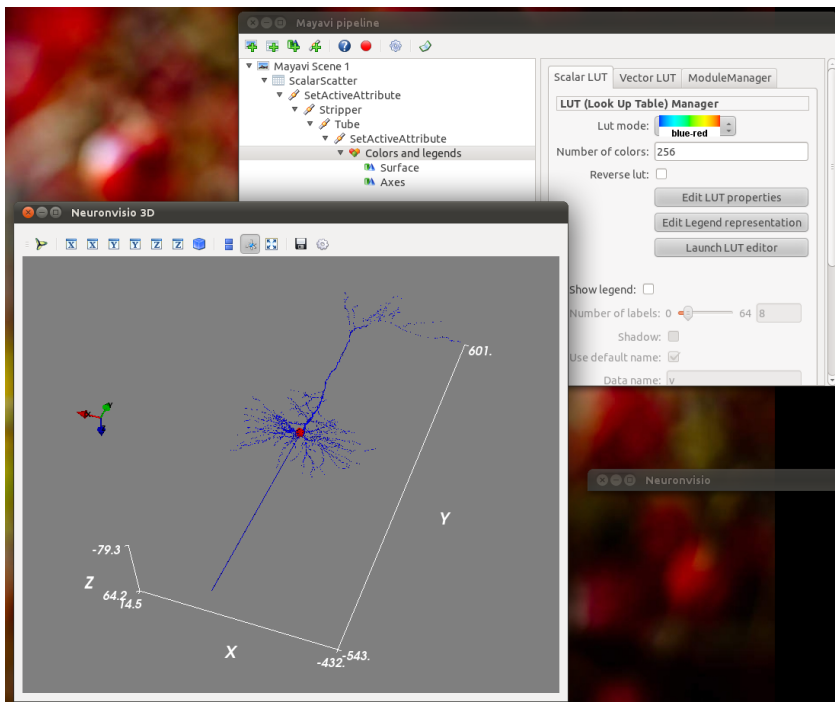 Mayavi pipeline
Mayavi Scene 1
ScalarScatter
SetActiveAttribute
Stripper
Tube
SetActiveAttribute
Colors and legends
Surface
Axes
Scalar LUT Vector LUT ModuleManager
LUT (Look Up Table) Manager
Lut mode: blue-red
Number of colors: 256
Reverse lut:
Edit LUT properties
Edit Legend representation
Launch LUT editor
Show legend:
Number of labels: 0 64 8
Shadow:
Use default name:
Data name: v
Neuronvisio 3D
X X Y Y Z Z
601.
Y
-79.3
Z
64.2
14.5
X
-432.
-543.
Neuronvisio